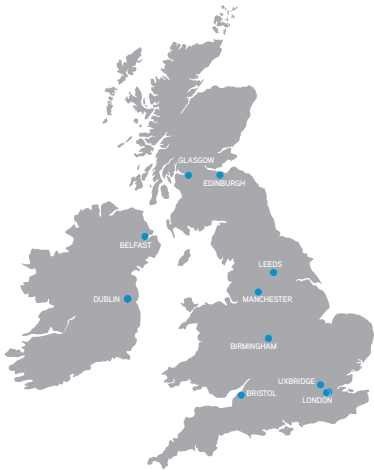 GLASGOW
EDINBURGH
BELFAST
LEEDS
DUBLIN
MANCHESTER
BIRMINGHAM
UXBRIDGE
BRISTOL
LONDON